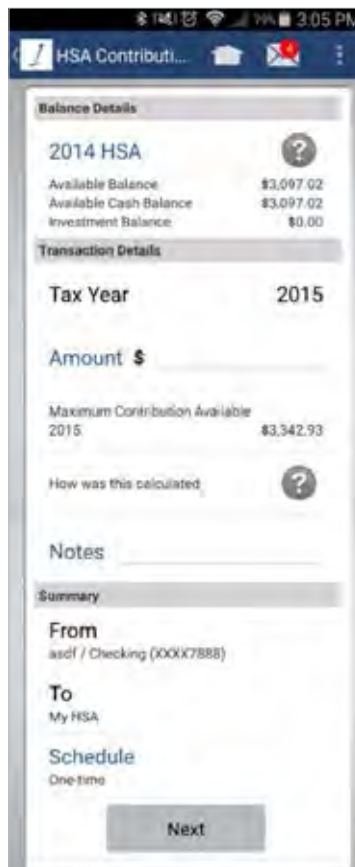 3:05 PM
HSA Contributi...
4
Balance Details
2014 HSA
?
Available Balance $3,097.02
Available Cash Balance $3,097.02
Investment Balance $0.00
Transaction Details
Tax Year 2015
Amount $
Maximum Contribution Available
2015 $3,342.93
How was this calculated ?
Notes
Summary
From
asdf / Checking (XXXX7888)
To
My HSA
Schedule
One-time
Next